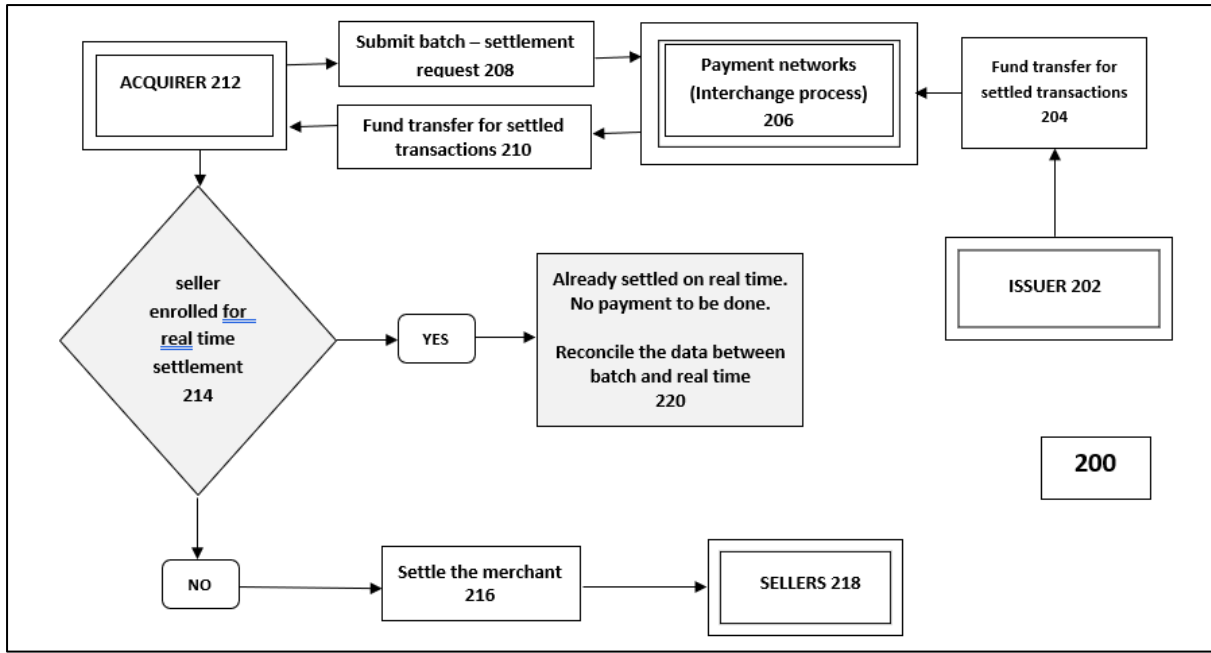 ACQUIRER 212
Submit batch – settlement
request 208
Payment networks
(Interchange process)
206
Fund transfer for
settled transactions
204
Fund transfer for settled
transactions 210
seller
enrolled for
real time
settlement
214
YES
Already settled on real time.
No payment to be done.
Reconcile the data between
batch and real time
220
ISSUER 202
200
NO
Settle the merchant
216
SELLERS 218